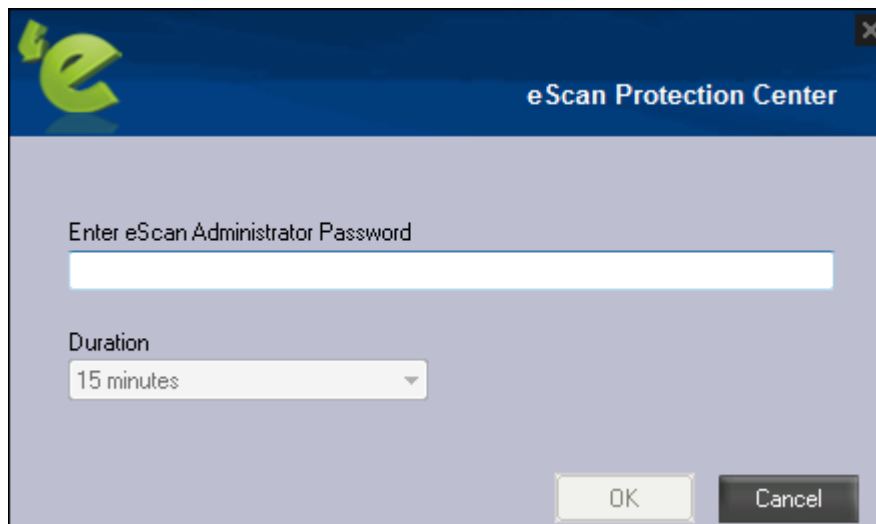 eScan Protection Center
Enter eScan Administrator Password
Duration
15 minutes
OK
Cancel